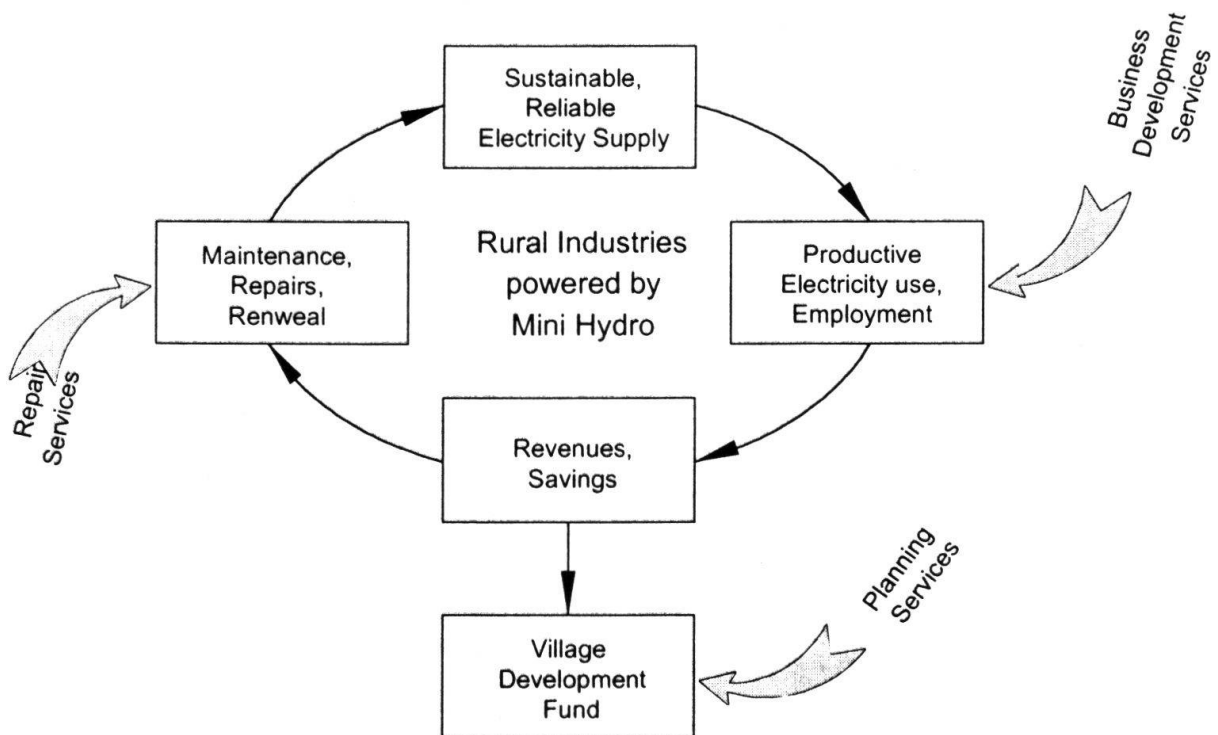 Sustainable,
Reliable
Electricity Supply
Business
Development
Services
Maintenance,
Repairs,
Renweal
Rural Industries
powered by
Mini Hydro
Productive
Electricity use,
Employment
Repair
Services
Revenues,
Savings
Planning
Services
Village
Development
Fund